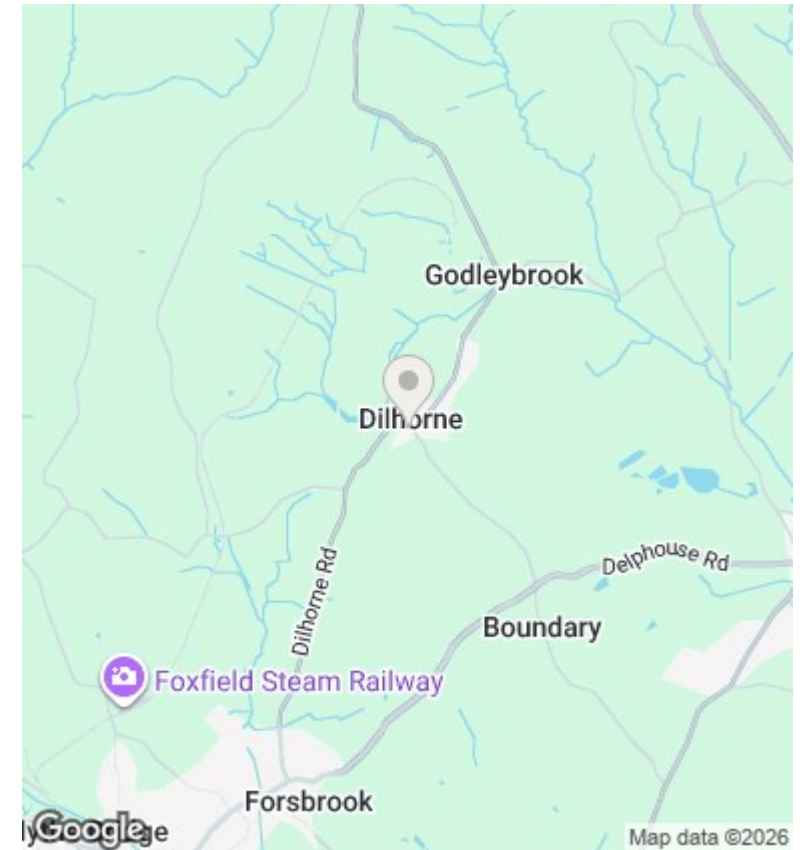 Godleybrook
Dilhorne
Delphouse Rd
Dilhorne Rd
Boundary
Foxfield Steam Railway
Forsbrook
Google
Map data ©2026